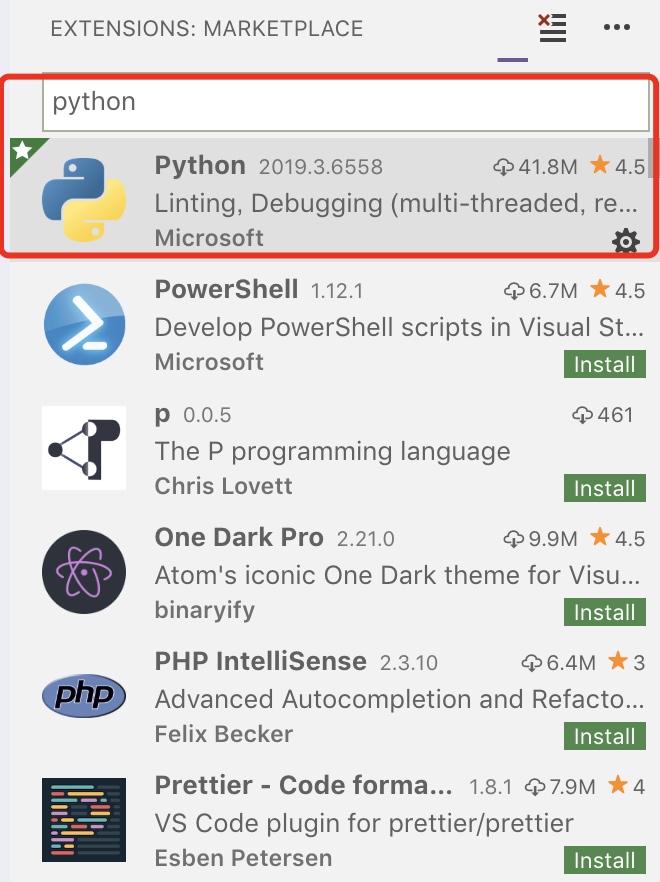 EXTENSIONS: MARKETPLACE
python
Python 2019.3.6558 41.8M 4.5
Linting, Debugging (multi-threaded, re...
Microsoft
PowerShell 1.12.1 6.7M 4.5
Develop PowerShell scripts in Visual St...
Microsoft
Install
p 0.0.5 461
The P programming language
Chris Lovett
Install
One Dark Pro 2.21.0 9.9M 4.5
Atom's iconic One Dark theme for Visu...
binaryify
Install
php
PHP IntelliSense 2.3.10 6.4M 3
Advanced Autocompletion and Refacto...
Felix Becker
Install
Prettier - Code forma... 1.8.1 7.9M 4
VS Code plugin for prettier/prettier
Esben Petersen
Install